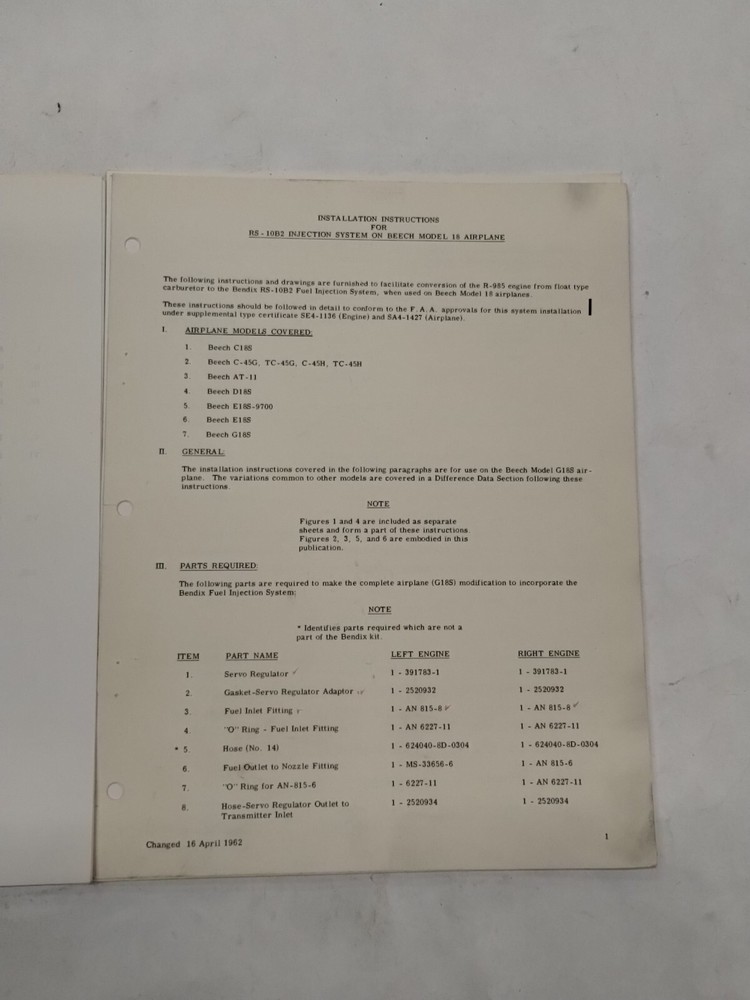 INSTALLATION INSTRUCTIONS
FOR
RS-10B2 INJECTION SYSTEM ON BEECH MODEL 18 AIRPLANE
The following instructions and drawings are furnished to facilitate conversion of the R-985 engine from float type
carburetor to the Bendix RS-10B2 Fuel Injection System, when used on Beech Model 18 airplanes.
These instructions should be followed in detail to conform to the F.A.A. approvals for this system installation
under supplemental type certificate SE4-1136 (Engine) and SA4-1427 (Airplane).
I. AIRPLANE MODELS COVERED:
1. Beech C18S
2. Beech C-45G, TC-45G, C-45H, TC-45H
3. Beech AT-11
4. Beech D18S
5. Beech E18S-9700
6. Beech E18S
7. Beech G18S
II. GENERAL:
The installation instructions covered in the following paragraphs are for use on the Beech Model G18S air-
plane. The variations common to other models are covered in a Difference Data Section following these
instructions.
NOTE
Figures 1 and 4 are included as separate
sheets and form a part of these instructions.
Figures 2, 3, 5, and 6 are embodied in this
publication.
III. PARTS REQUIRED:
The following parts are required to make the complete airplane (G18S) modification to incorporate the
Bendix Fuel Injection System:
NOTE
* Identifies parts required which are not a
part of the Bendix kit.
ITEM PART NAME LEFT ENGINE RIGHT ENGINE
1. Servo Regulator ✓ 1 - 391783-1 1 - 391783-1
2. Gasket-Servo Regulator Adaptor ✓ 1 - 2520932 1 - 2520932
3. Fuel Inlet Fitting ✓ 1 - AN 815-8 ✓ 1 - AN 815-8 ✓
4. "O" Ring - Fuel Inlet Fitting 1 - AN 6227-11 1 - AN 6227-11
* 5. Hose (No. 14) 1 - 624040-8D-0304 1 - 624040-8D-0304
6. Fuel Outlet to Nozzle Fitting 1 - MS-33656-6 1 - AN 815-6
7. "O" Ring for AN-815-6 1 - 6227-11 1 - AN 6227-11
8. Hose-Servo Regulator Outlet to 1 - 2520934 1 - 2520934
Transmitter Inlet
Changed 16 April 1962
1